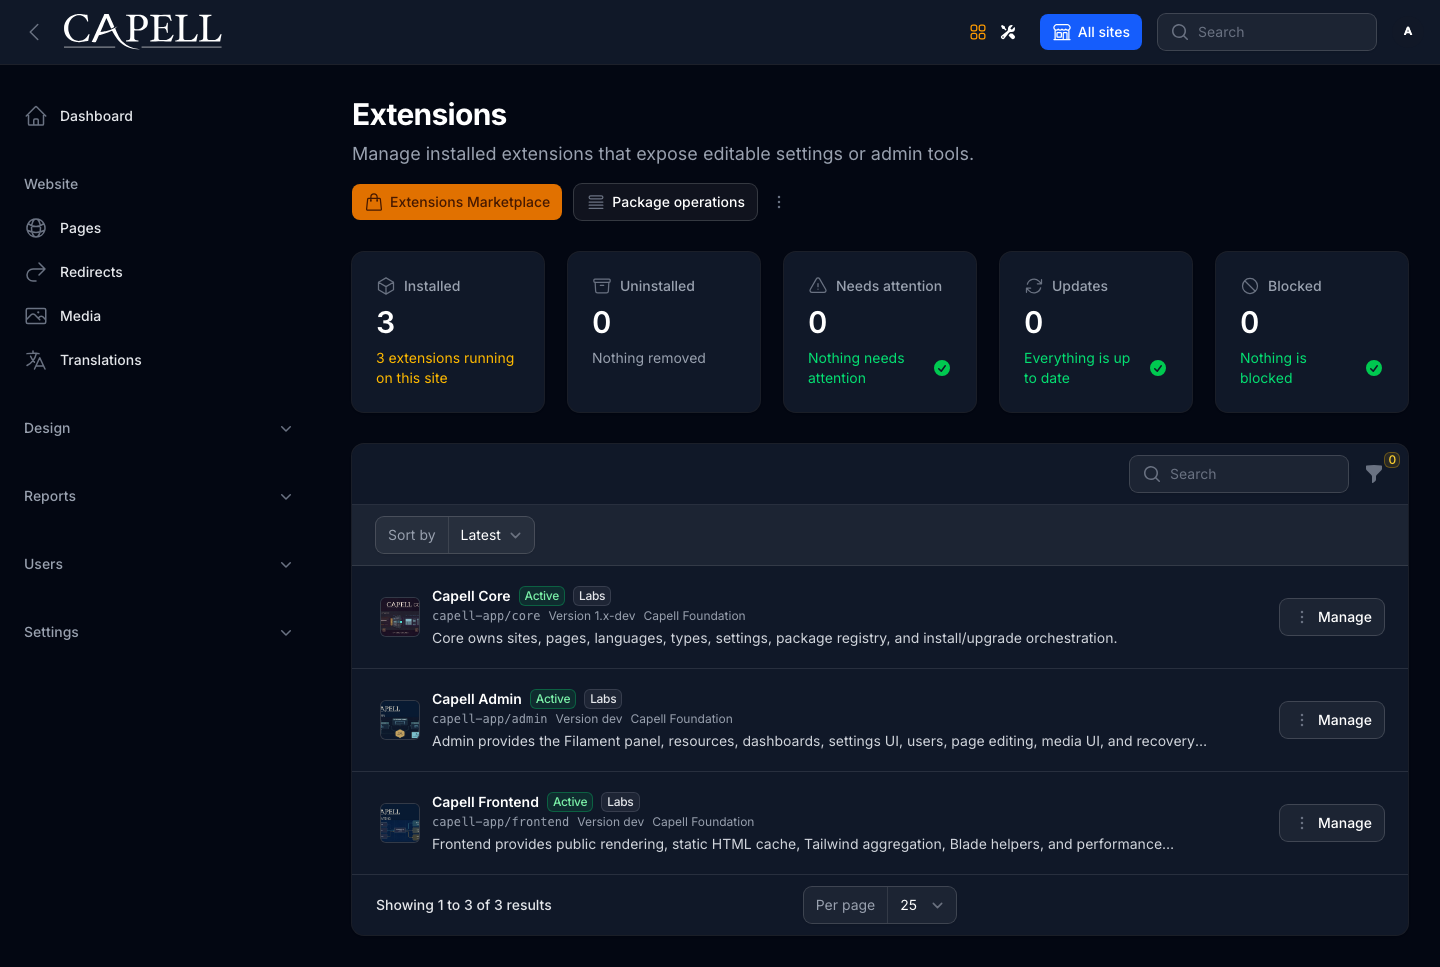 CAPELL
All sites
Search
A
Dashboard
Website
Pages
Redirects
Media
Translations
Design
Reports
Users
Settings
Extensions
Manage installed extensions that expose editable settings or admin tools.
Extensions Marketplace
Package operations
Installed
3
3 extensions running
on this site
Uninstalled
0
Nothing removed
Needs attention
0
Nothing needs
attention
Updates
0
Everything is up
to date
Blocked
0
Nothing is
blocked
Search
0
Sort by
Latest
CAPELL
Capell Core Active Labs
capell-app/core Version 1.x-dev Capell Foundation
Core owns sites, pages, languages, types, settings, package registry, and install/upgrade orchestration.
Manage
APELL
Capell Admin Active Labs
capell-app/admin Version dev Capell Foundation
Admin provides the Filament panel, resources, dashboards, settings UI, users, page editing, media UI, and recovery...
Manage
APELL
Capell Frontend Active Labs
capell-app/frontend Version dev Capell Foundation
Frontend provides public rendering, static HTML cache, Tailwind aggregation, Blade helpers, and performance...
Manage
Showing 1 to 3 of 3 results
Per page
25